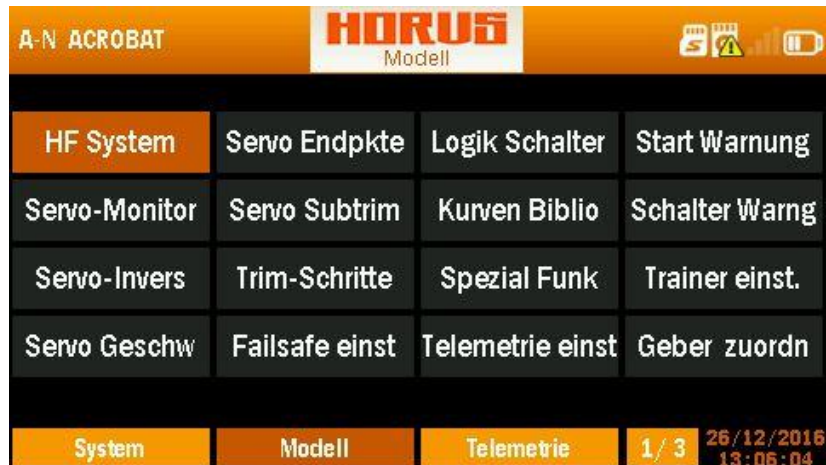 A-N ACROBAT
HORUS
Modell
HF System Servo Endpkte Logik Schalter Start Warnung
Servo-Monitor Servo Subtrim Kurven Biblio Schalter Warng
Servo-Invers Trim-Schritte Spezial Funk Trainer einst.
Servo Geschw Failsafe einst Telemetrie einst Geber zuordn
System Modell Telemetrie 1/ 3 26/12/2016
13:06:04